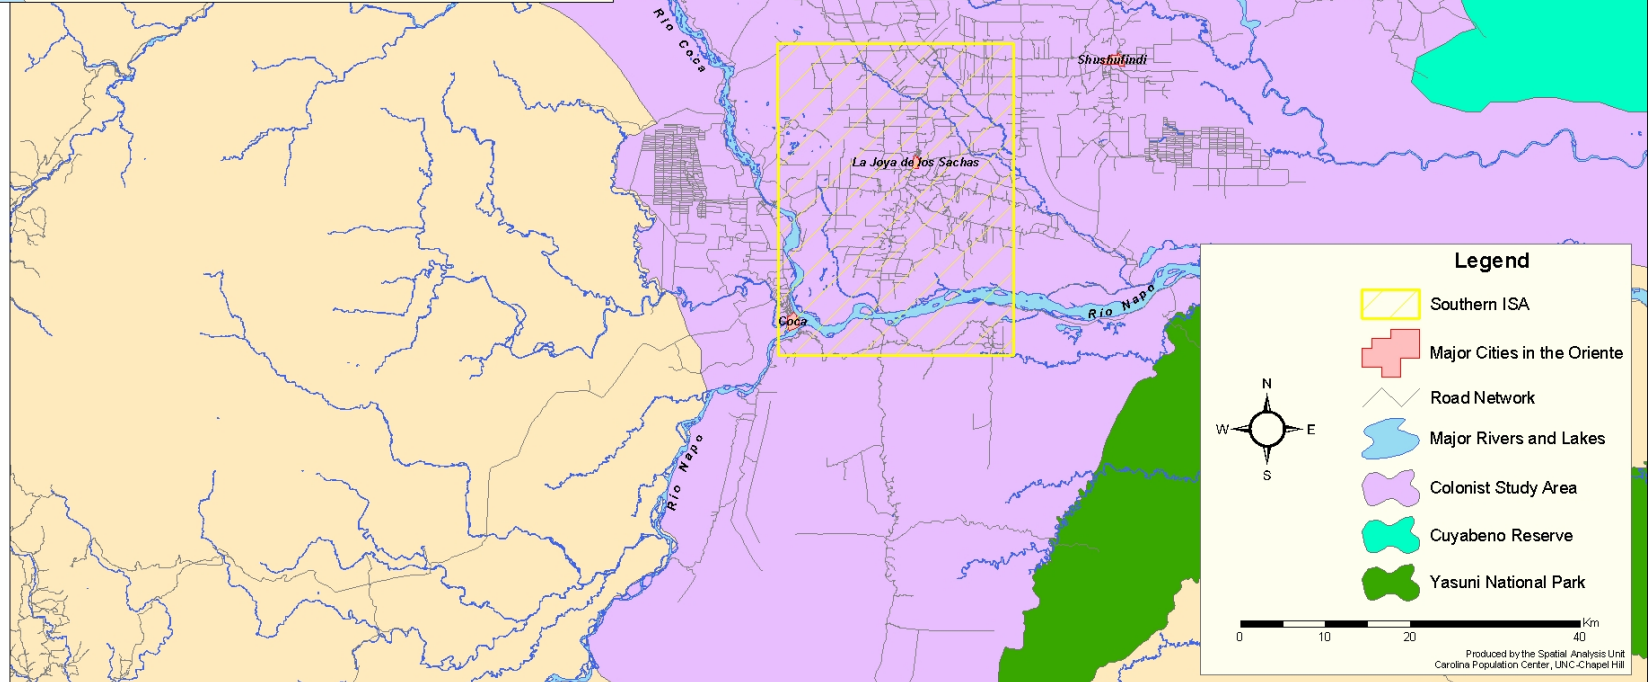 Río Coca
Shushufindi
La Joya de los Sachas
Coca
Río Napo
Río Napo
Legend
Southern ISA
Major Cities in the Oriente
Road Network
Major Rivers and Lakes
Colonist Study Area
Cuyabeno Reserve
Yasuni National Park
N
W E
S
0 10 20 40 Km
Produced by the Spatial Analysis Unit
Carolina Population Center, UNC-Chapel Hill